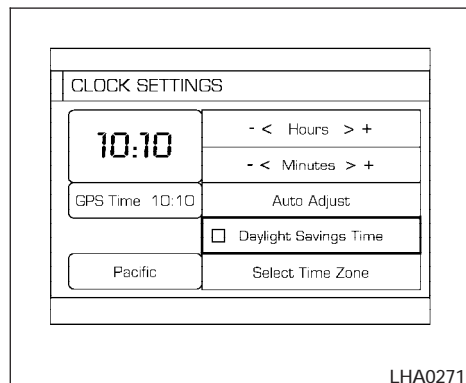 CLOCK SETTINGS
10:10
- < Hours > +
- < Minutes > +
GPS Time 10:10
Auto Adjust
Daylight Savings Time
Pacific
Select Time Zone
LHA0271